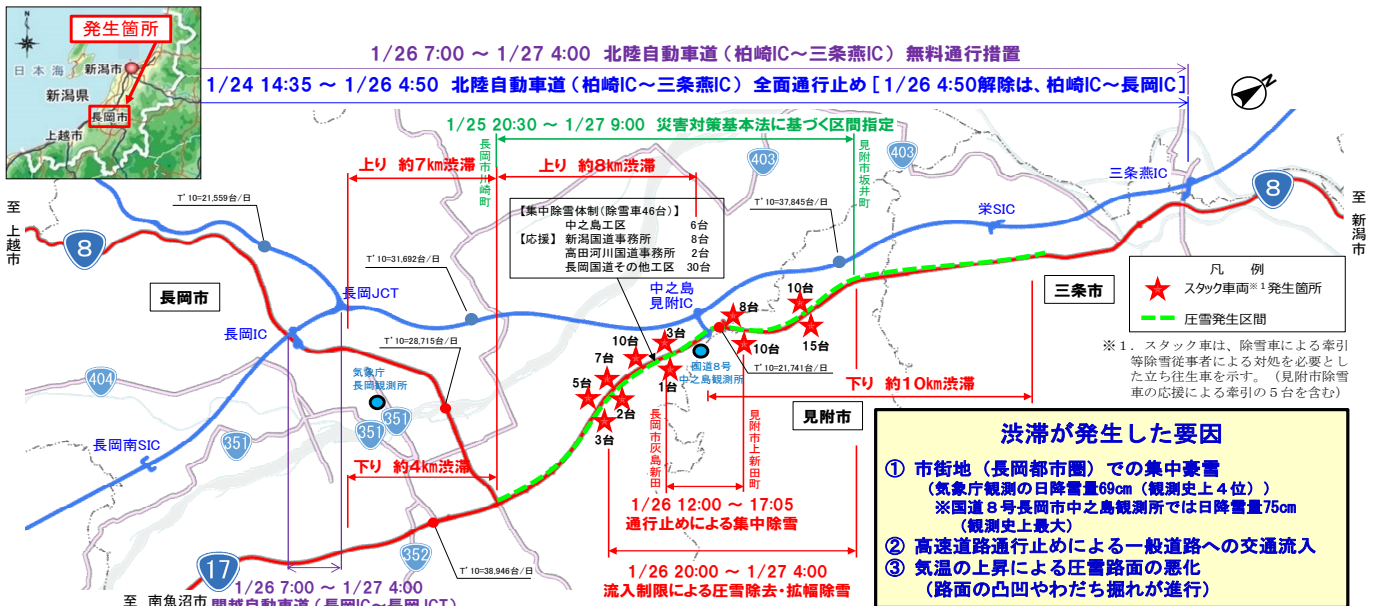 発生箇所
日本海
新潟市
新潟県
長岡市
上越市
1/26 7:00 ~ 1/27 4:00 北陸自動車道(柏崎IC~三条燕IC) 無料通行措置
1/24 14:35 ~ 1/26 4:50 北陸自動車道(柏崎IC~三条燕IC) 全面通行止め[1/26 4:50解除は、柏崎IC~長岡IC]
1/25 20:30 ~ 1/27 9:00 災害対策基本法に基づく区間指定
長岡市川崎町
見附市坂井町
上り 約7km渋滞
上り 約8km渋滞
403
403
三条燕IC
8
至 新潟市
至 上越市
8
T'10=21,559台/日
T'10=37,845台/日
栄SIC
【集中除雪体制(除雪車46台)】
中之島工区 6台
【応援】 新潟国道事務所 8台
高田河川国道事務所 2台
長岡国道その他工区 30台
T'10=31,692台/日
長岡市
長岡JCT
中之島見附IC
三条市
凡 例
スタック車両※1発生箇所
圧雪発生区間
※1. スタック車は、除雪車による牽引
等除雪従事者による対処を必要とし
た立ち往生車を示す。(見附市除雪
車の応援による牽引の5台を含む)
長岡IC
T'10=28,715台/日
10台
8台
15台
10台
3台
10台
7台
1台
5台
2台
3台
国道8号
中之島観測所
T'10=21,741台/日
気象庁
長岡観測所
404
351
351
351
長岡南SIC
下り 約10km渋滞
見附市
長岡市灰島新田
見附市上新田町
下り 約4km渋滞
1/26 12:00 ~ 17:05
通行止めによる集中除雪
352
17
T'10=38,946台/日
1/26 20:00 ~ 1/27 4:00
流入制限による圧雪除去・拡幅除雪
1/26 7:00 ~ 1/27 4:00
至 南魚沼市
関越自動車道(長岡IC~長岡JCT)
渋滞が発生した要因
① 市街地(長岡都市圏)での集中豪雪
(気象庁観測の日降雪量69cm(観測史上4位))
※国道8号長岡市中之島観測所では日降雪量75cm
(観測史上最大)
② 高速道路通行止めによる一般道路への交通流入
③ 気温の上昇による圧雪路面の悪化
(路面の凸凹やわだち掘れが進行)